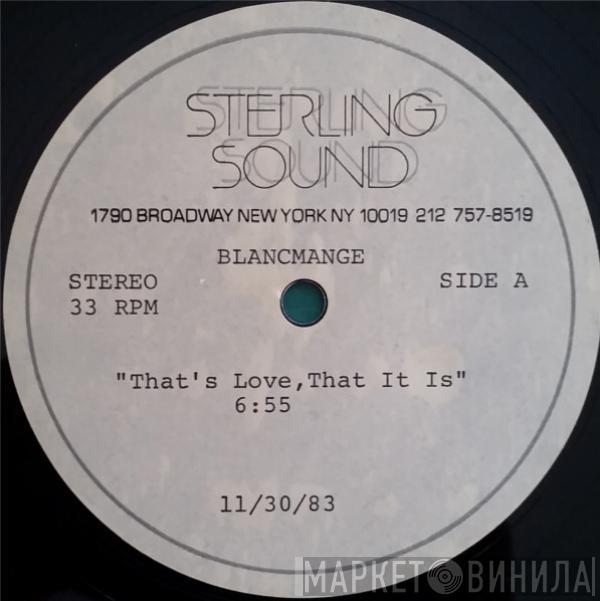 STERLING
SOUND
1790 BROADWAY NEW YORK NY 10019 212 757-8519
BLANCMANGE
STEREO
SIDE A
33 RPM
"That's Love,That It Is"
6:55
11/30/83
МАРКЕТ ВИНИЛА